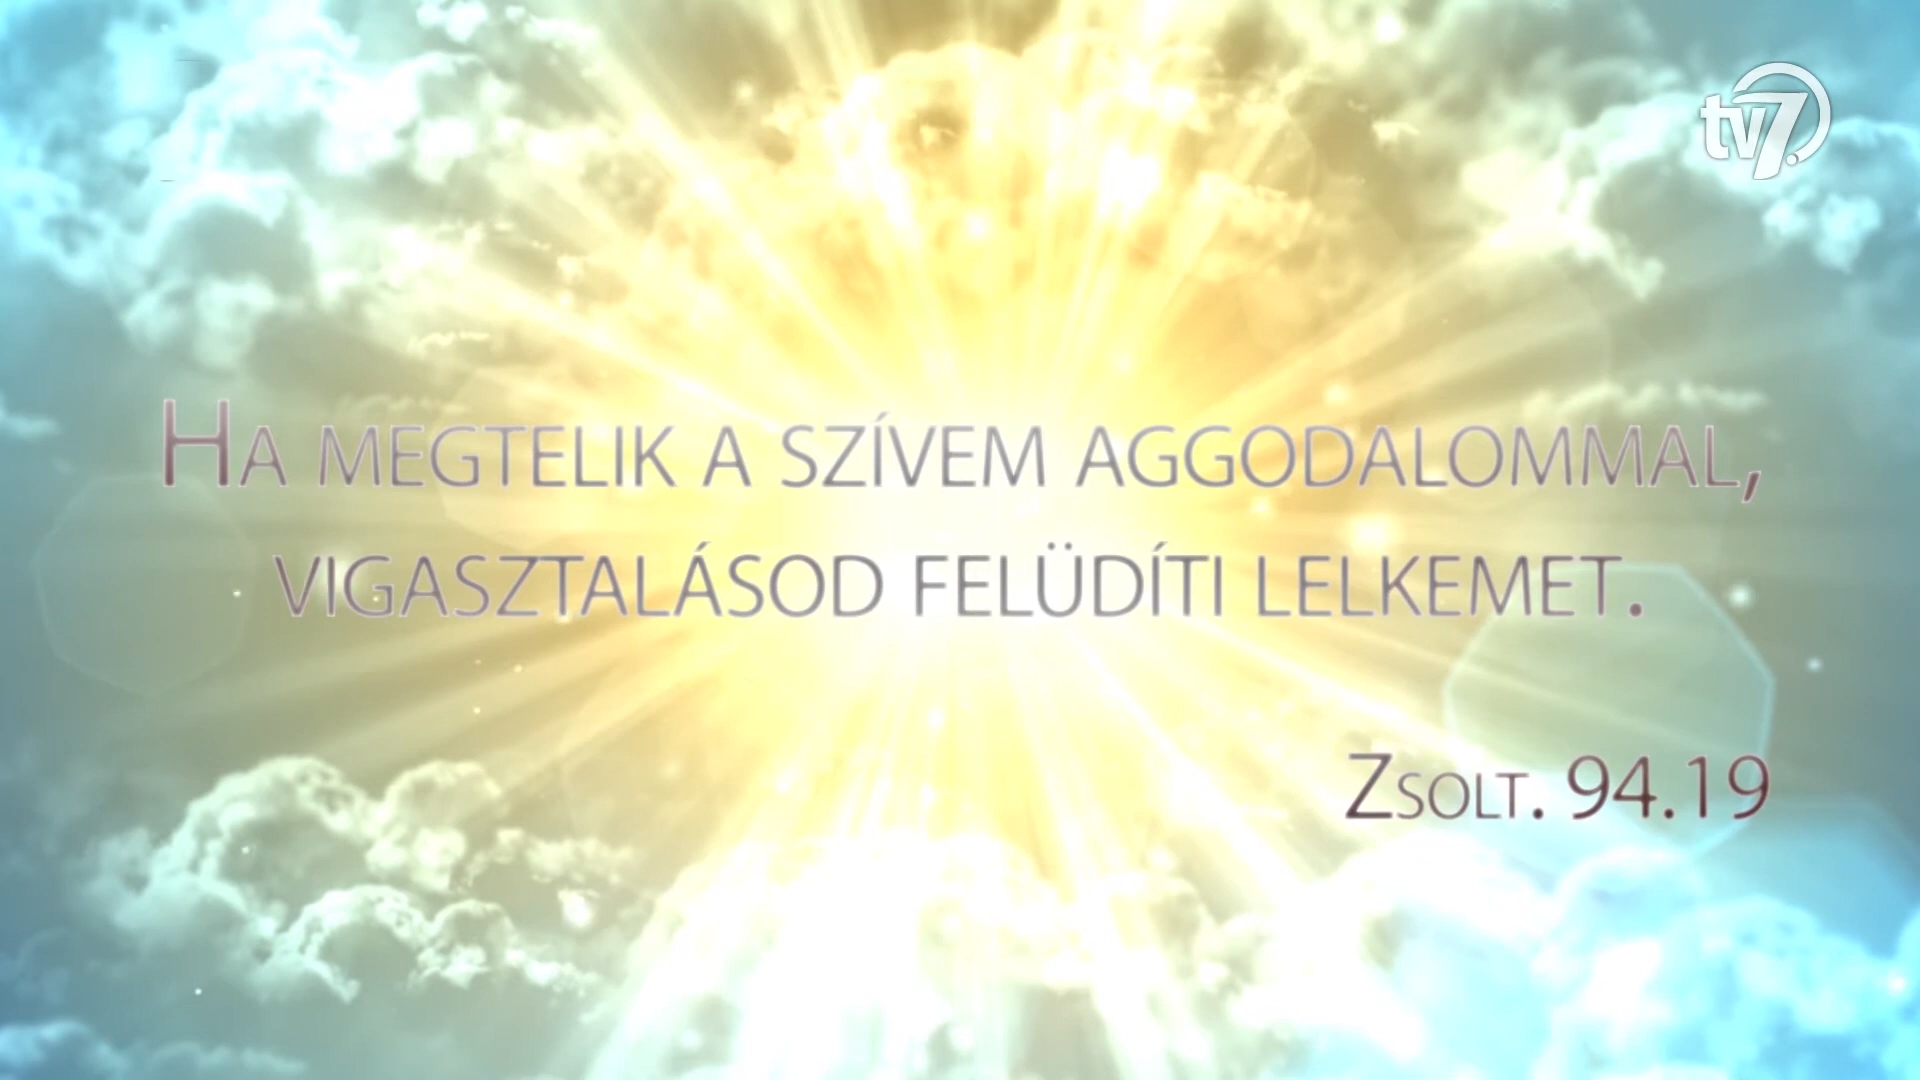 tv7.
Ha megtelik a szívem aggodalommal,
vigasztalásod felüdíti lelkemet.
Zsolt. 94.19